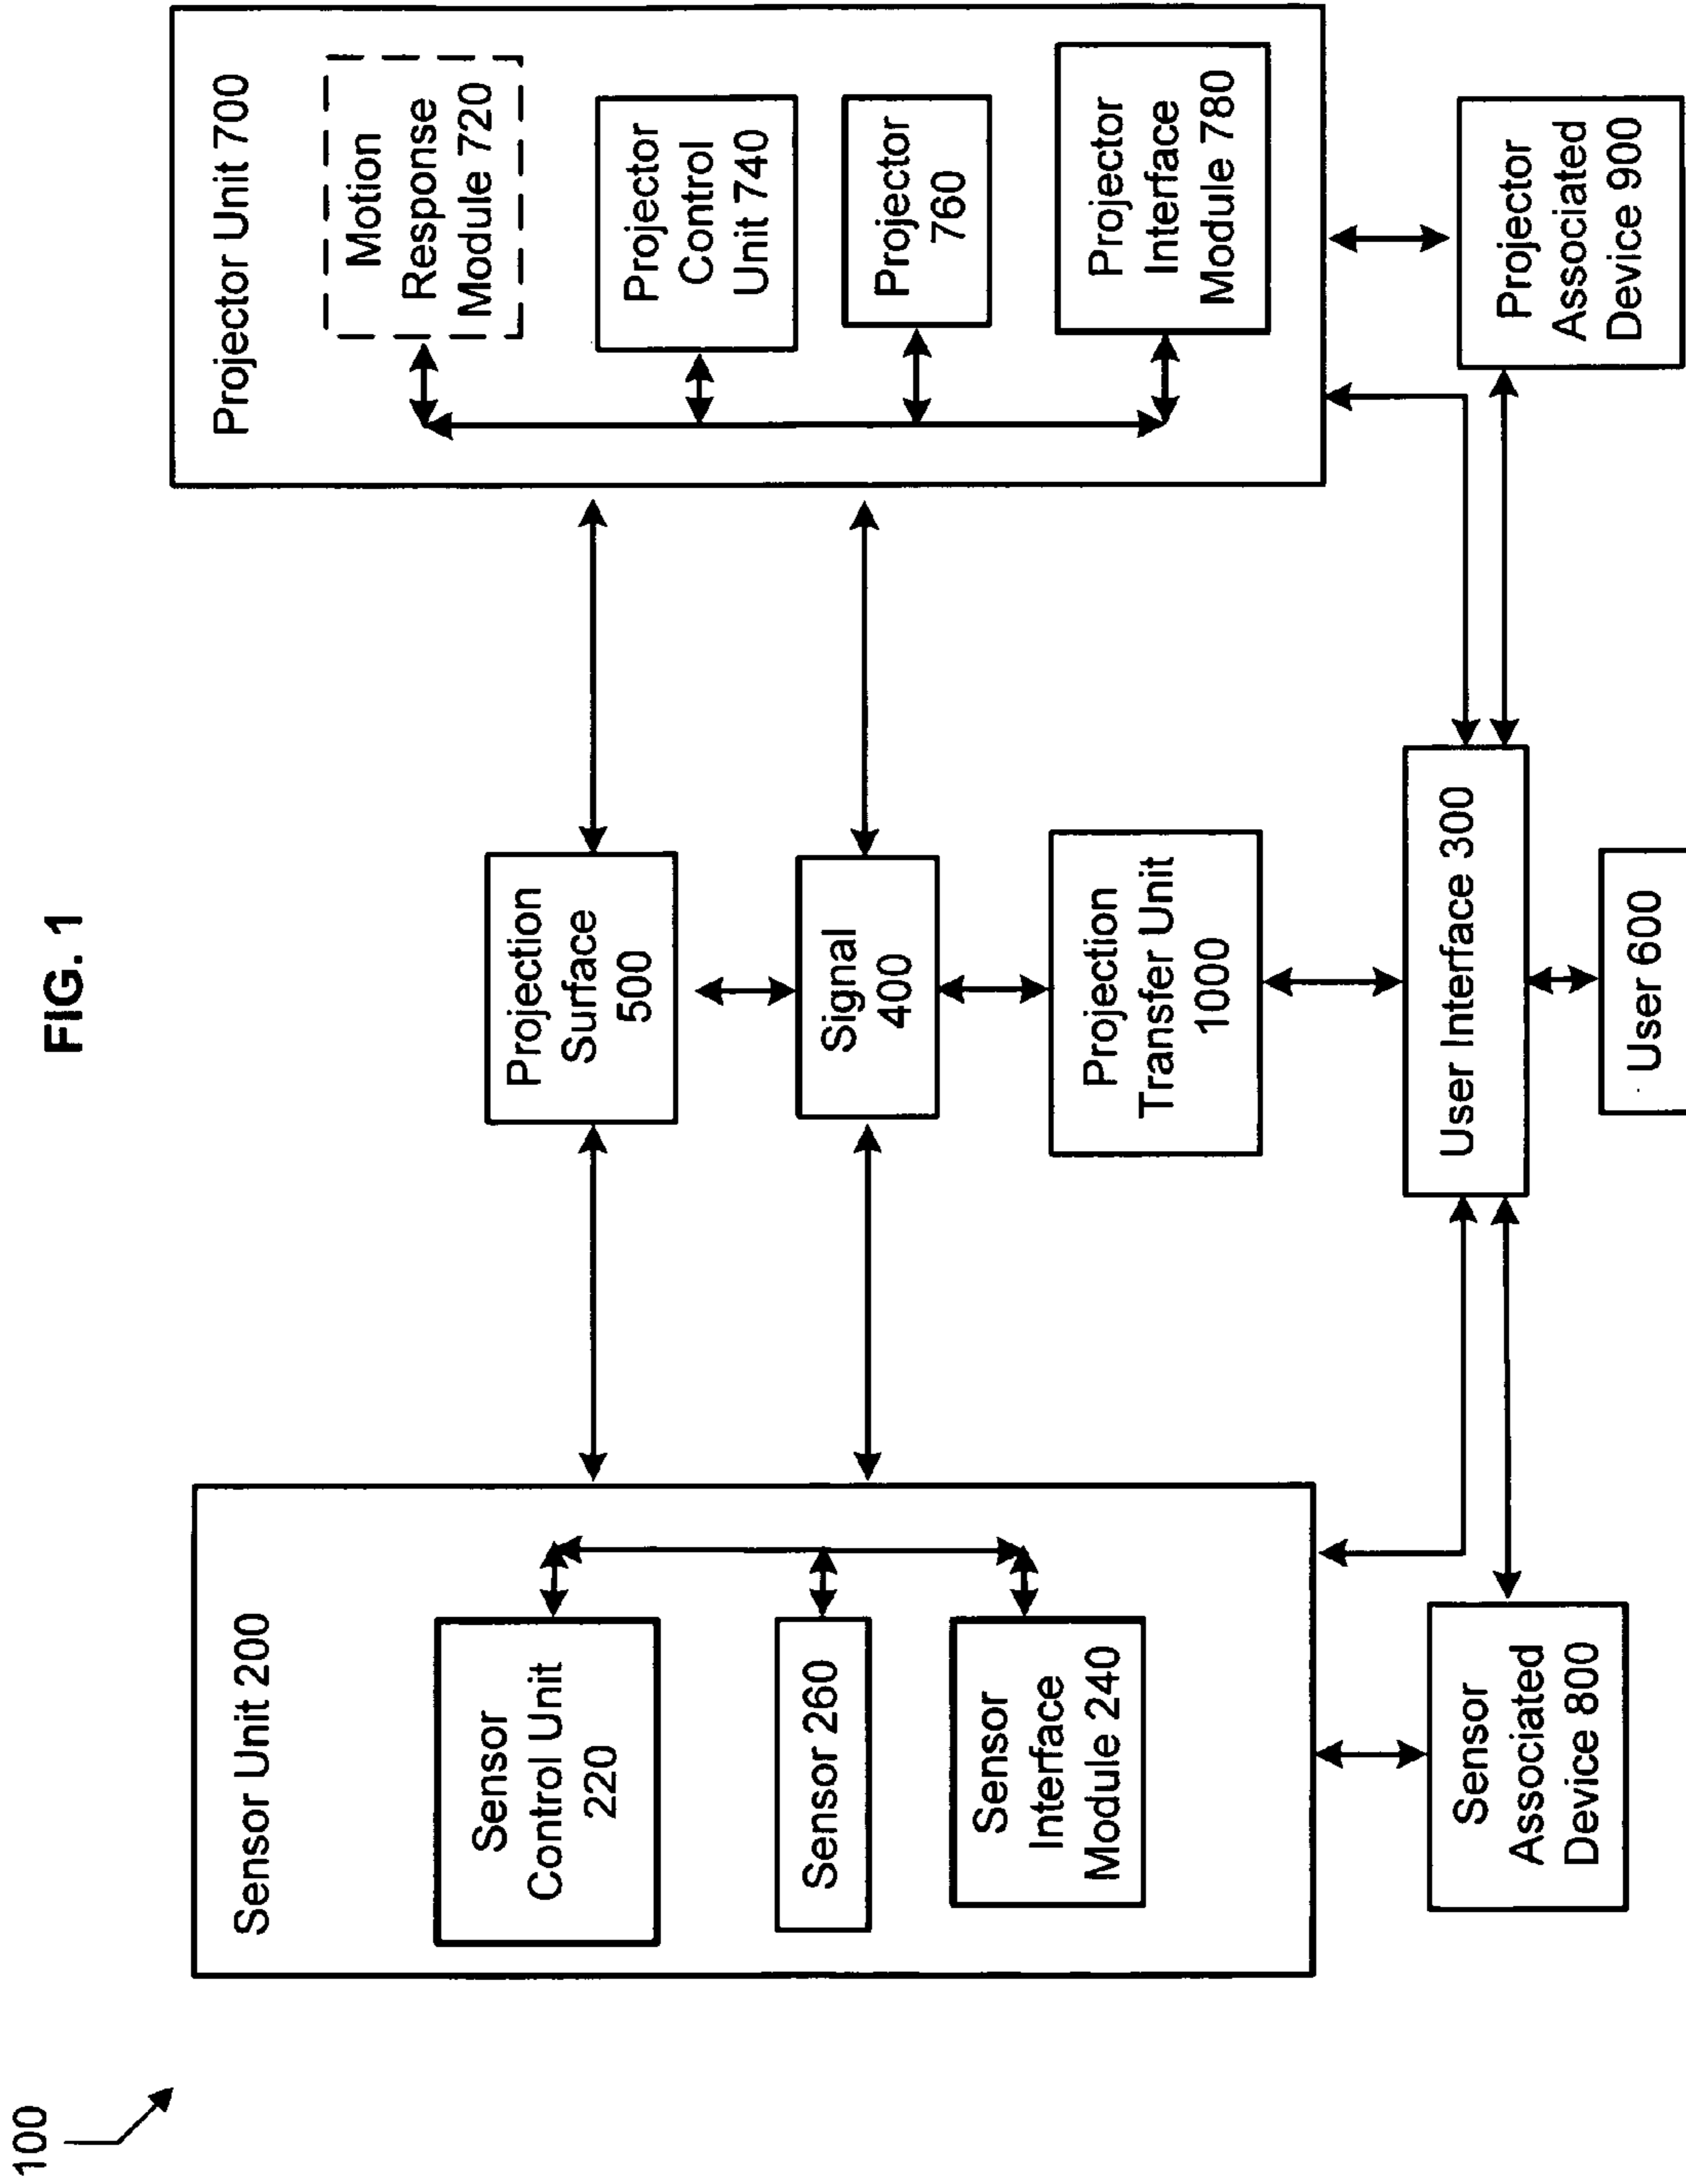 FIG. 1
100
Sensor Unit 200
Sensor
Control Unit
220
Sensor 260
Sensor
Interface
Module 240
Sensor
Associated
Device 800
Projection
Surface
500
Signal
400
Projection
Transfer Unit
1000
User Interface 300
User 600
Projector Unit 700
Motion
Response
Module 720
Projector
Control
Unit 740
Projector
760
Projector
Interface
Module 780
Projector
Associated
Device 900